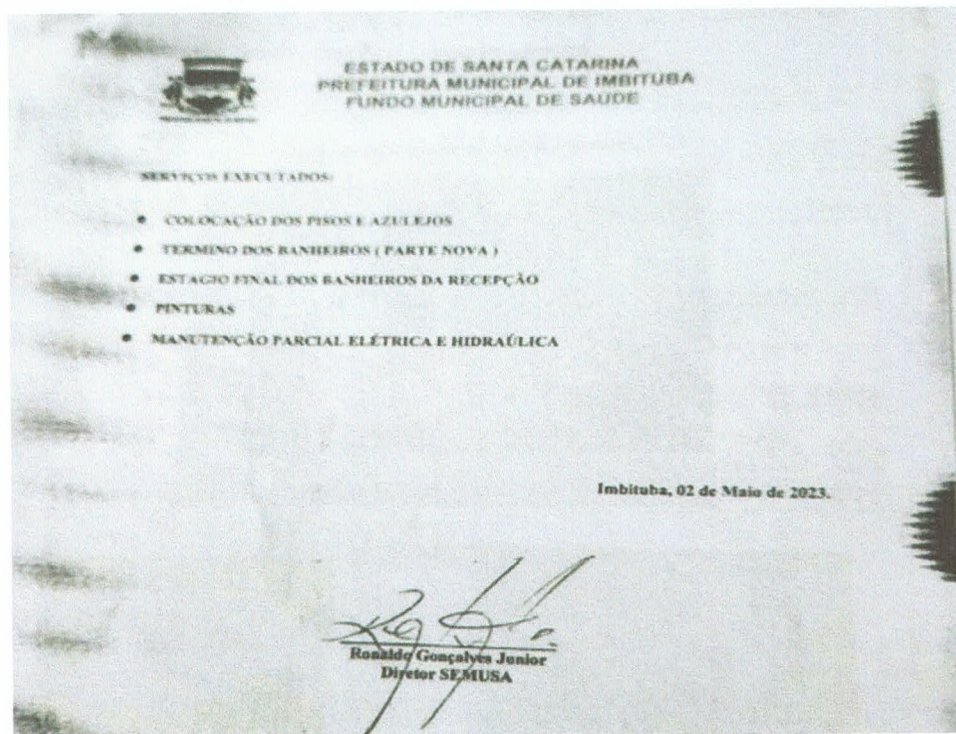 ESTADO DE SANTA CATARINA
PREFEITURA MUNICIPAL DE IMBITUBA
FUNDO MUNICIPAL DE SAÚDE
SERVIÇOS EXECUTADOS:
• COLOCAÇÃO DOS PISOS E AZULEJOS
• TERMINO DOS BANHEIROS ( PARTE NOVA )
• ESTAGIO FINAL DOS BANHEIROS DA RECEPÇÃO
• PINTURAS
• MANUTENÇÃO PARCIAL ELÉTRICA E HIDRAÚLICA
Imbituba, 02 de Maio de 2023.
Ronaldo Gonçalves Junior
Diretor SEMUSA